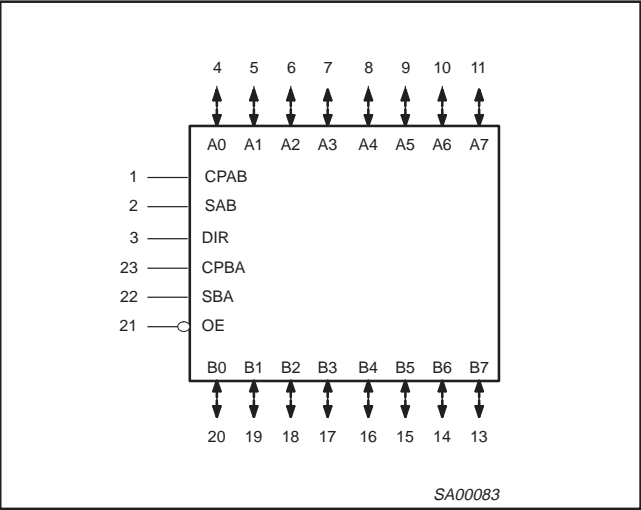 4 5 6 7 8 9 10 11
A0 A1 A2 A3 A4 A5 A6 A7
1 CPAB
2 SAB
3 DIR
23 CPBA
22 SBA
21 OE
B0 B1 B2 B3 B4 B5 B6 B7
20 19 18 17 16 15 14 13
SA00083